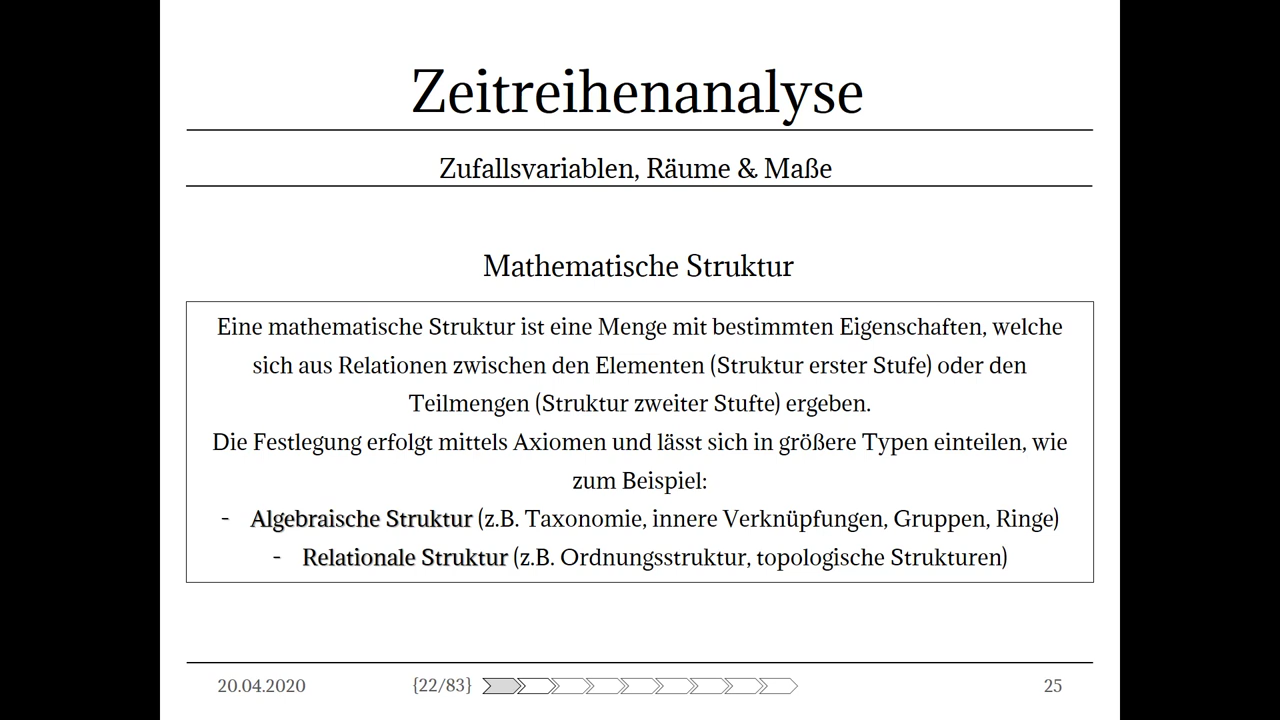 Zeitreihenanalyse
Zufallsvariablen, Räume & Maße
Mathematische Struktur
Eine mathematische Struktur ist eine Menge mit bestimmten Eigenschaften, welche
sich aus Relationen zwischen den Elementen (Struktur erster Stufe) oder den
Teilmengen (Struktur zweiter Stufte) ergeben.
Die Festlegung erfolgt mittels Axiomen und lässt sich in größere Typen einteilen, wie
zum Beispiel:
- Algebraische Struktur (z.B. Taxonomie, innere Verknüpfungen, Gruppen, Ringe)
- Relationale Struktur (z.B. Ordnungsstruktur, topologische Strukturen)
20.04.2020 {22/83} 25